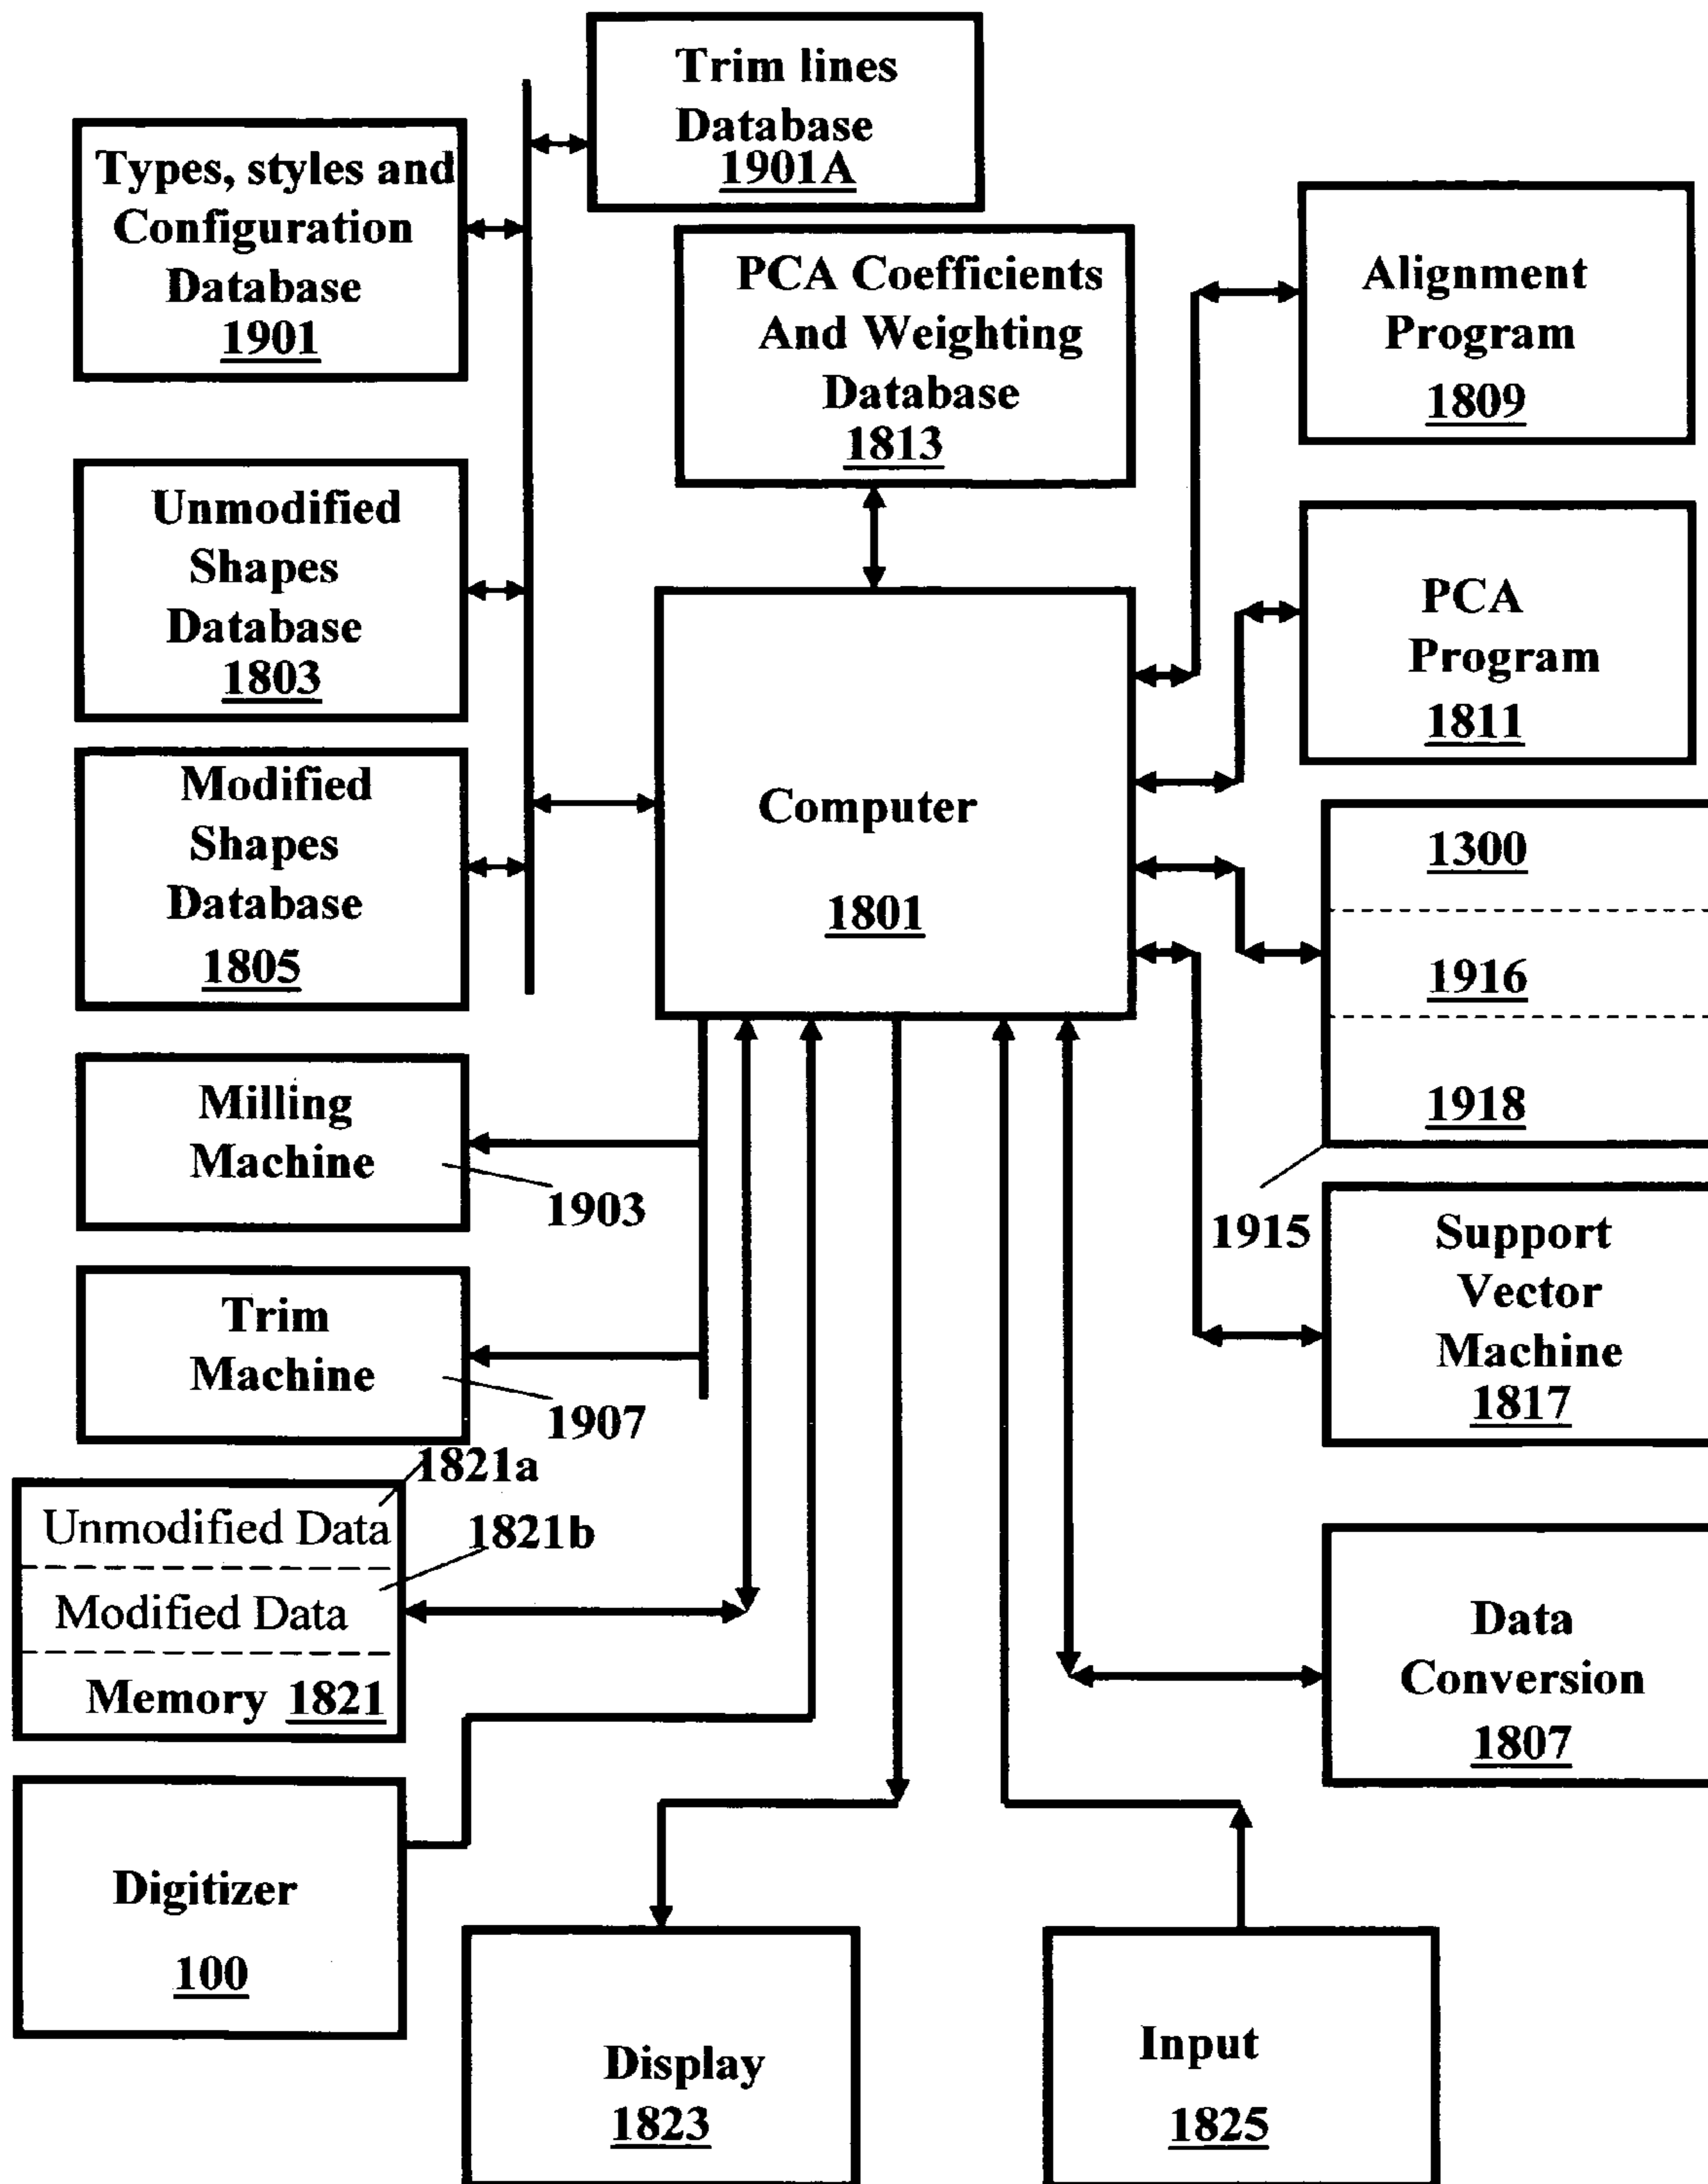 Trim lines
Database
1901A
Types, styles and
Configuration
Database
1901
PCA Coefficients
And Weighting
Database
1813
Alignment
Program
1809
Unmodified
Shapes
Database
1803
PCA
Program
1811
Modified
Shapes
Database
1805
Computer
1801
1300
1916
1918
1915
Milling
Machine
1903
Support
Vector
Machine
1817
Trim
Machine
1907
1821a
Unmodified Data
1821b
Modified Data
Memory 1821
Data
Conversion
1807
Digitizer
100
Display
1823
Input
1825